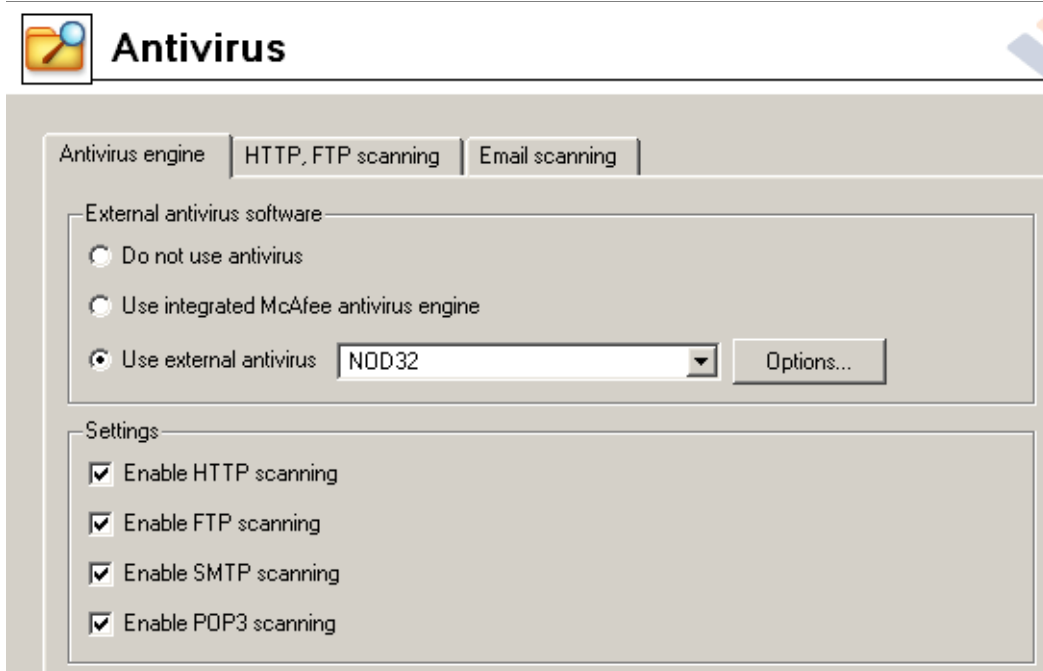 Antivirus
Antivirus engine HTTP, FTP scanning Email scanning
External antivirus software
Do not use antivirus
Use integrated McAfee antivirus engine
Use external antivirus NOD32 Options...
Settings
Enable HTTP scanning
Enable FTP scanning
Enable SMTP scanning
Enable POP3 scanning